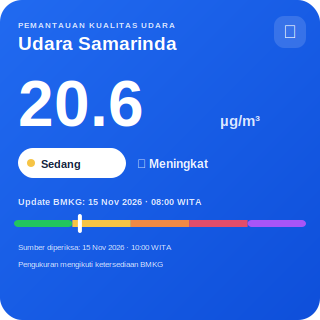 PEMANTAUAN KUALITAS UDARA
Udara Samarinda
20.6 µg/m³
Sedang
Meningkat
Update BMKG: 15 Nov 2026 · 08:00 WITA
Sumber diperiksa: 15 Nov 2026 · 10:00 WITA
Pengukuran mengikuti ketersediaan BMKG